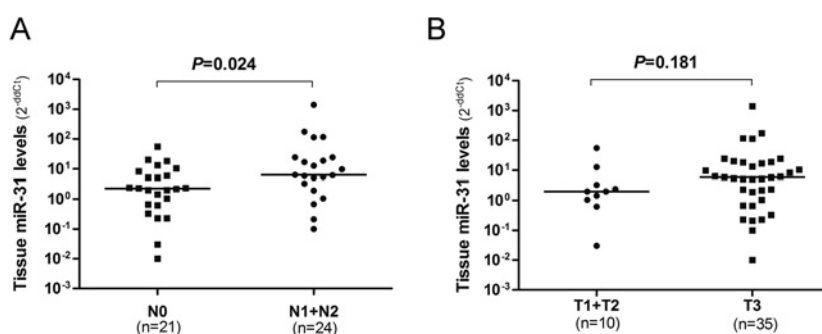 A
P=0.024
Tissue miR-31 levels (2^-ddCt)
10^4
10^3
10^2
10^1
10^0
10^-1
10^-2
10^-3
N0 N1+N2
(n=21) (n=24)
B
P=0.181
Tissue miR-31 levels (2^-ddCt)
10^4
10^3
10^2
10^1
10^0
10^-1
10^-2
10^-3
T1+T2 T3
(n=10) (n=35)